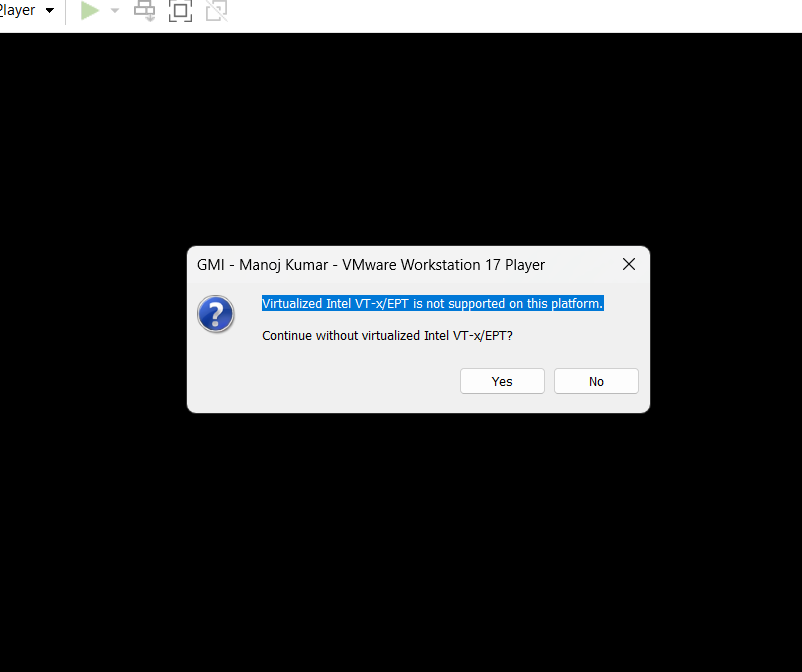 Player
GMI - Manoj Kumar - VMware Workstation 17 Player
Virtualized Intel VT-x/EPT is not supported on this platform.
Continue without virtualized Intel VT-x/EPT?
Yes No